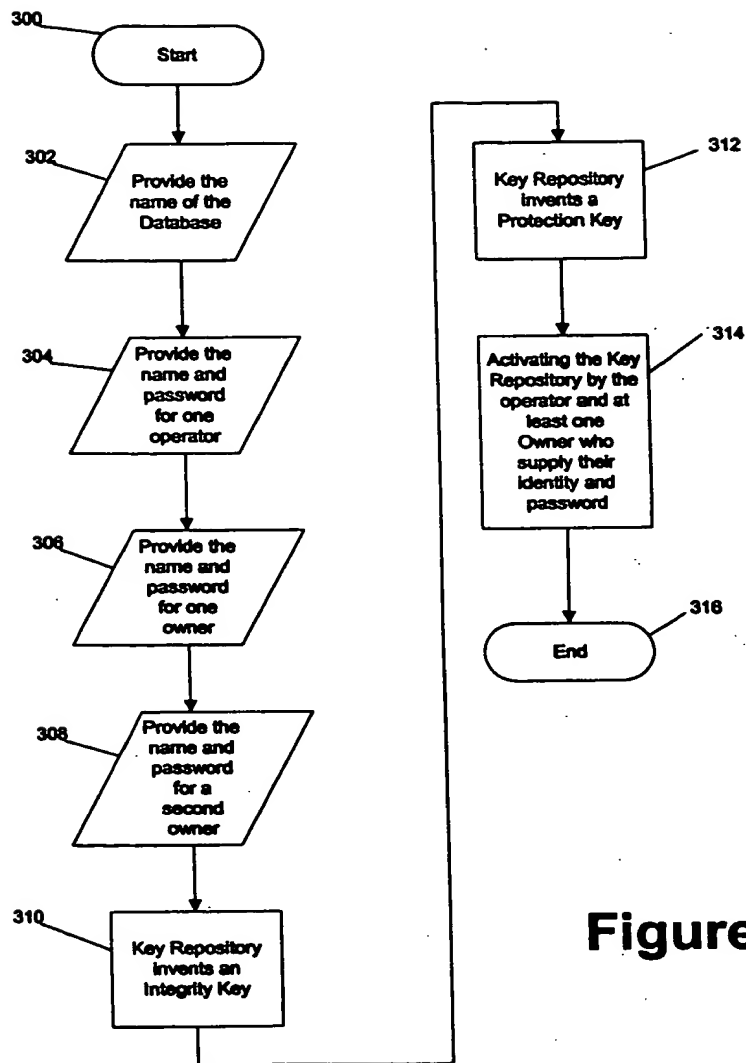 300
Start
302
Provide the
name of the
Database
304
Provide the
name and
password
for one
operator
306
Provide the
name and
password
for one
owner
308
Provide the
name and
password
for a
second
owner
310
Key Repository
invents an
Integrity Key
312
Key Repository
invents a
Protection Key
314
Activating the Key
Repository by the
operator and at
least one
Owner who
supply their
identity and
password
316
End
Figure